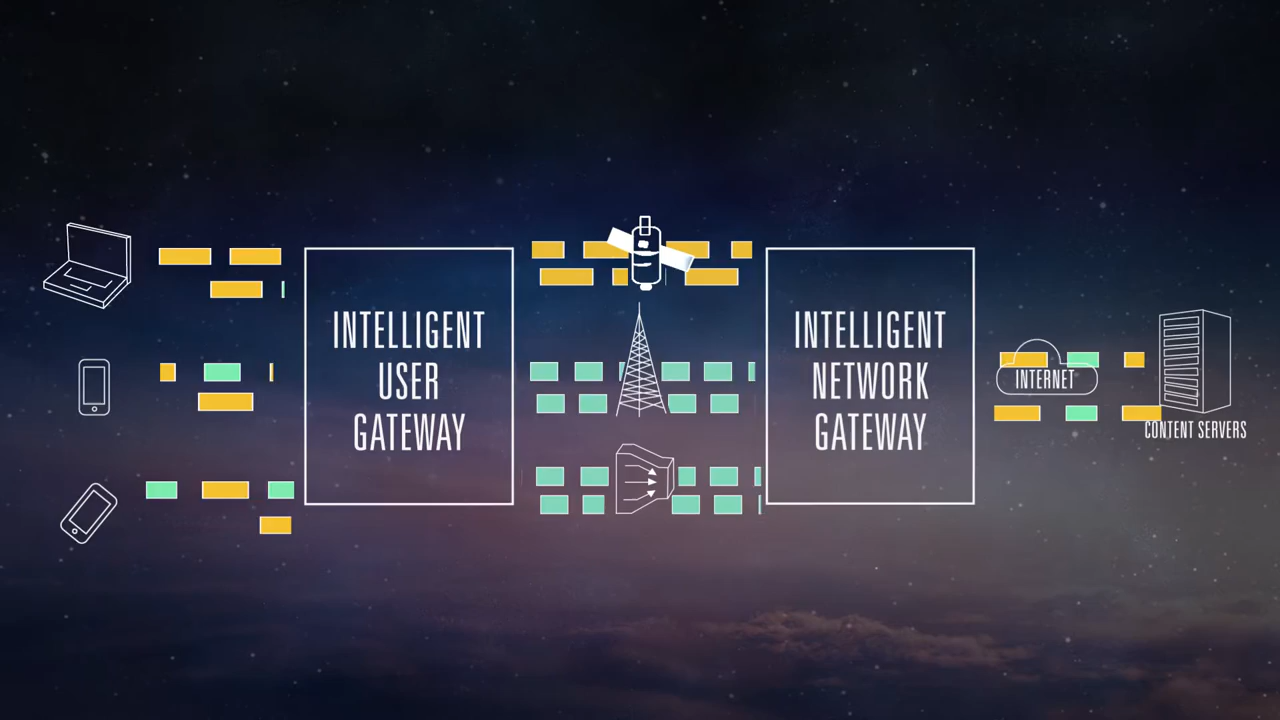 INTELLIGENT
USER
GATEWAY
INTELLIGENT
NETWORK
GATEWAY
INTERNET
CONTENT SERVERS